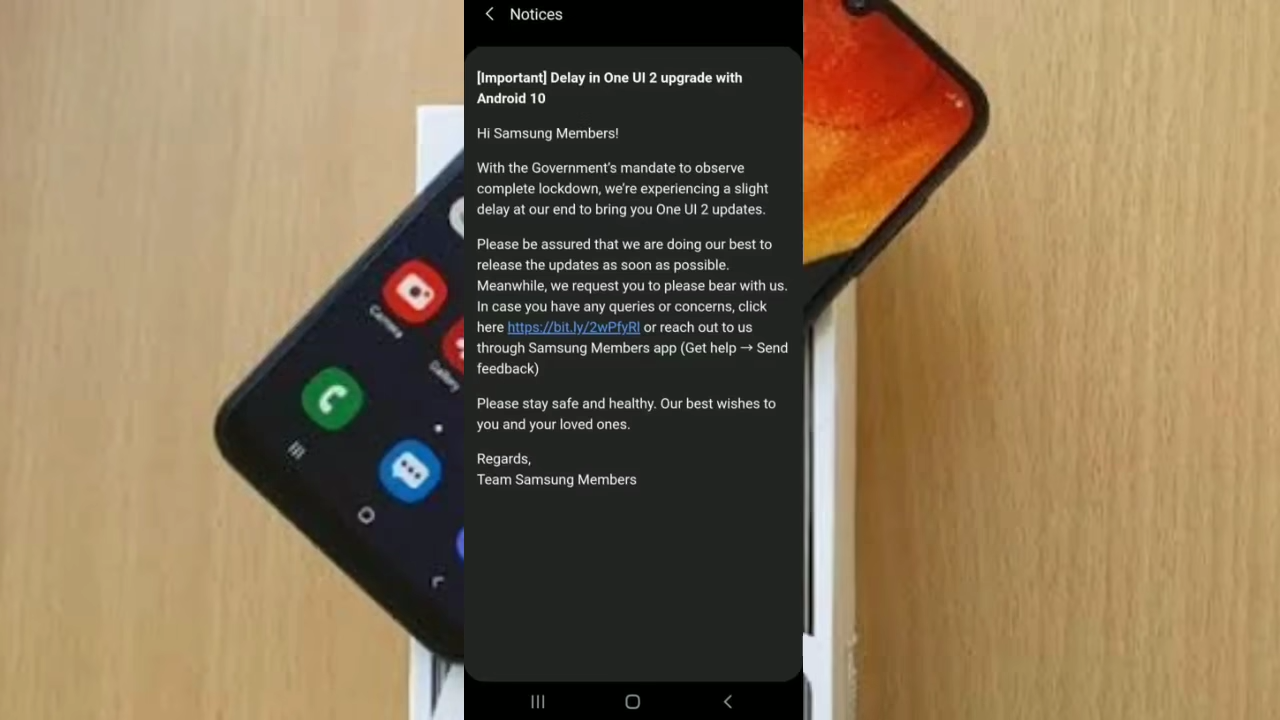 Notices
[Important] Delay in One UI 2 upgrade with
Android 10
Hi Samsung Members!
With the Government's mandate to observe
complete lockdown, we're experiencing a slight
delay at our end to bring you One UI 2 updates.
Please be assured that we are doing our best to
release the updates as soon as possible.
Meanwhile, we request you to please bear with us.
In case you have any queries or concerns, click
here https://bit.ly/2wPfyRl or reach out to us
through Samsung Members app (Get help → Send
feedback)
Please stay safe and healthy. Our best wishes to
you and your loved ones.
Regards,
Team Samsung Members
Camera
Gallery